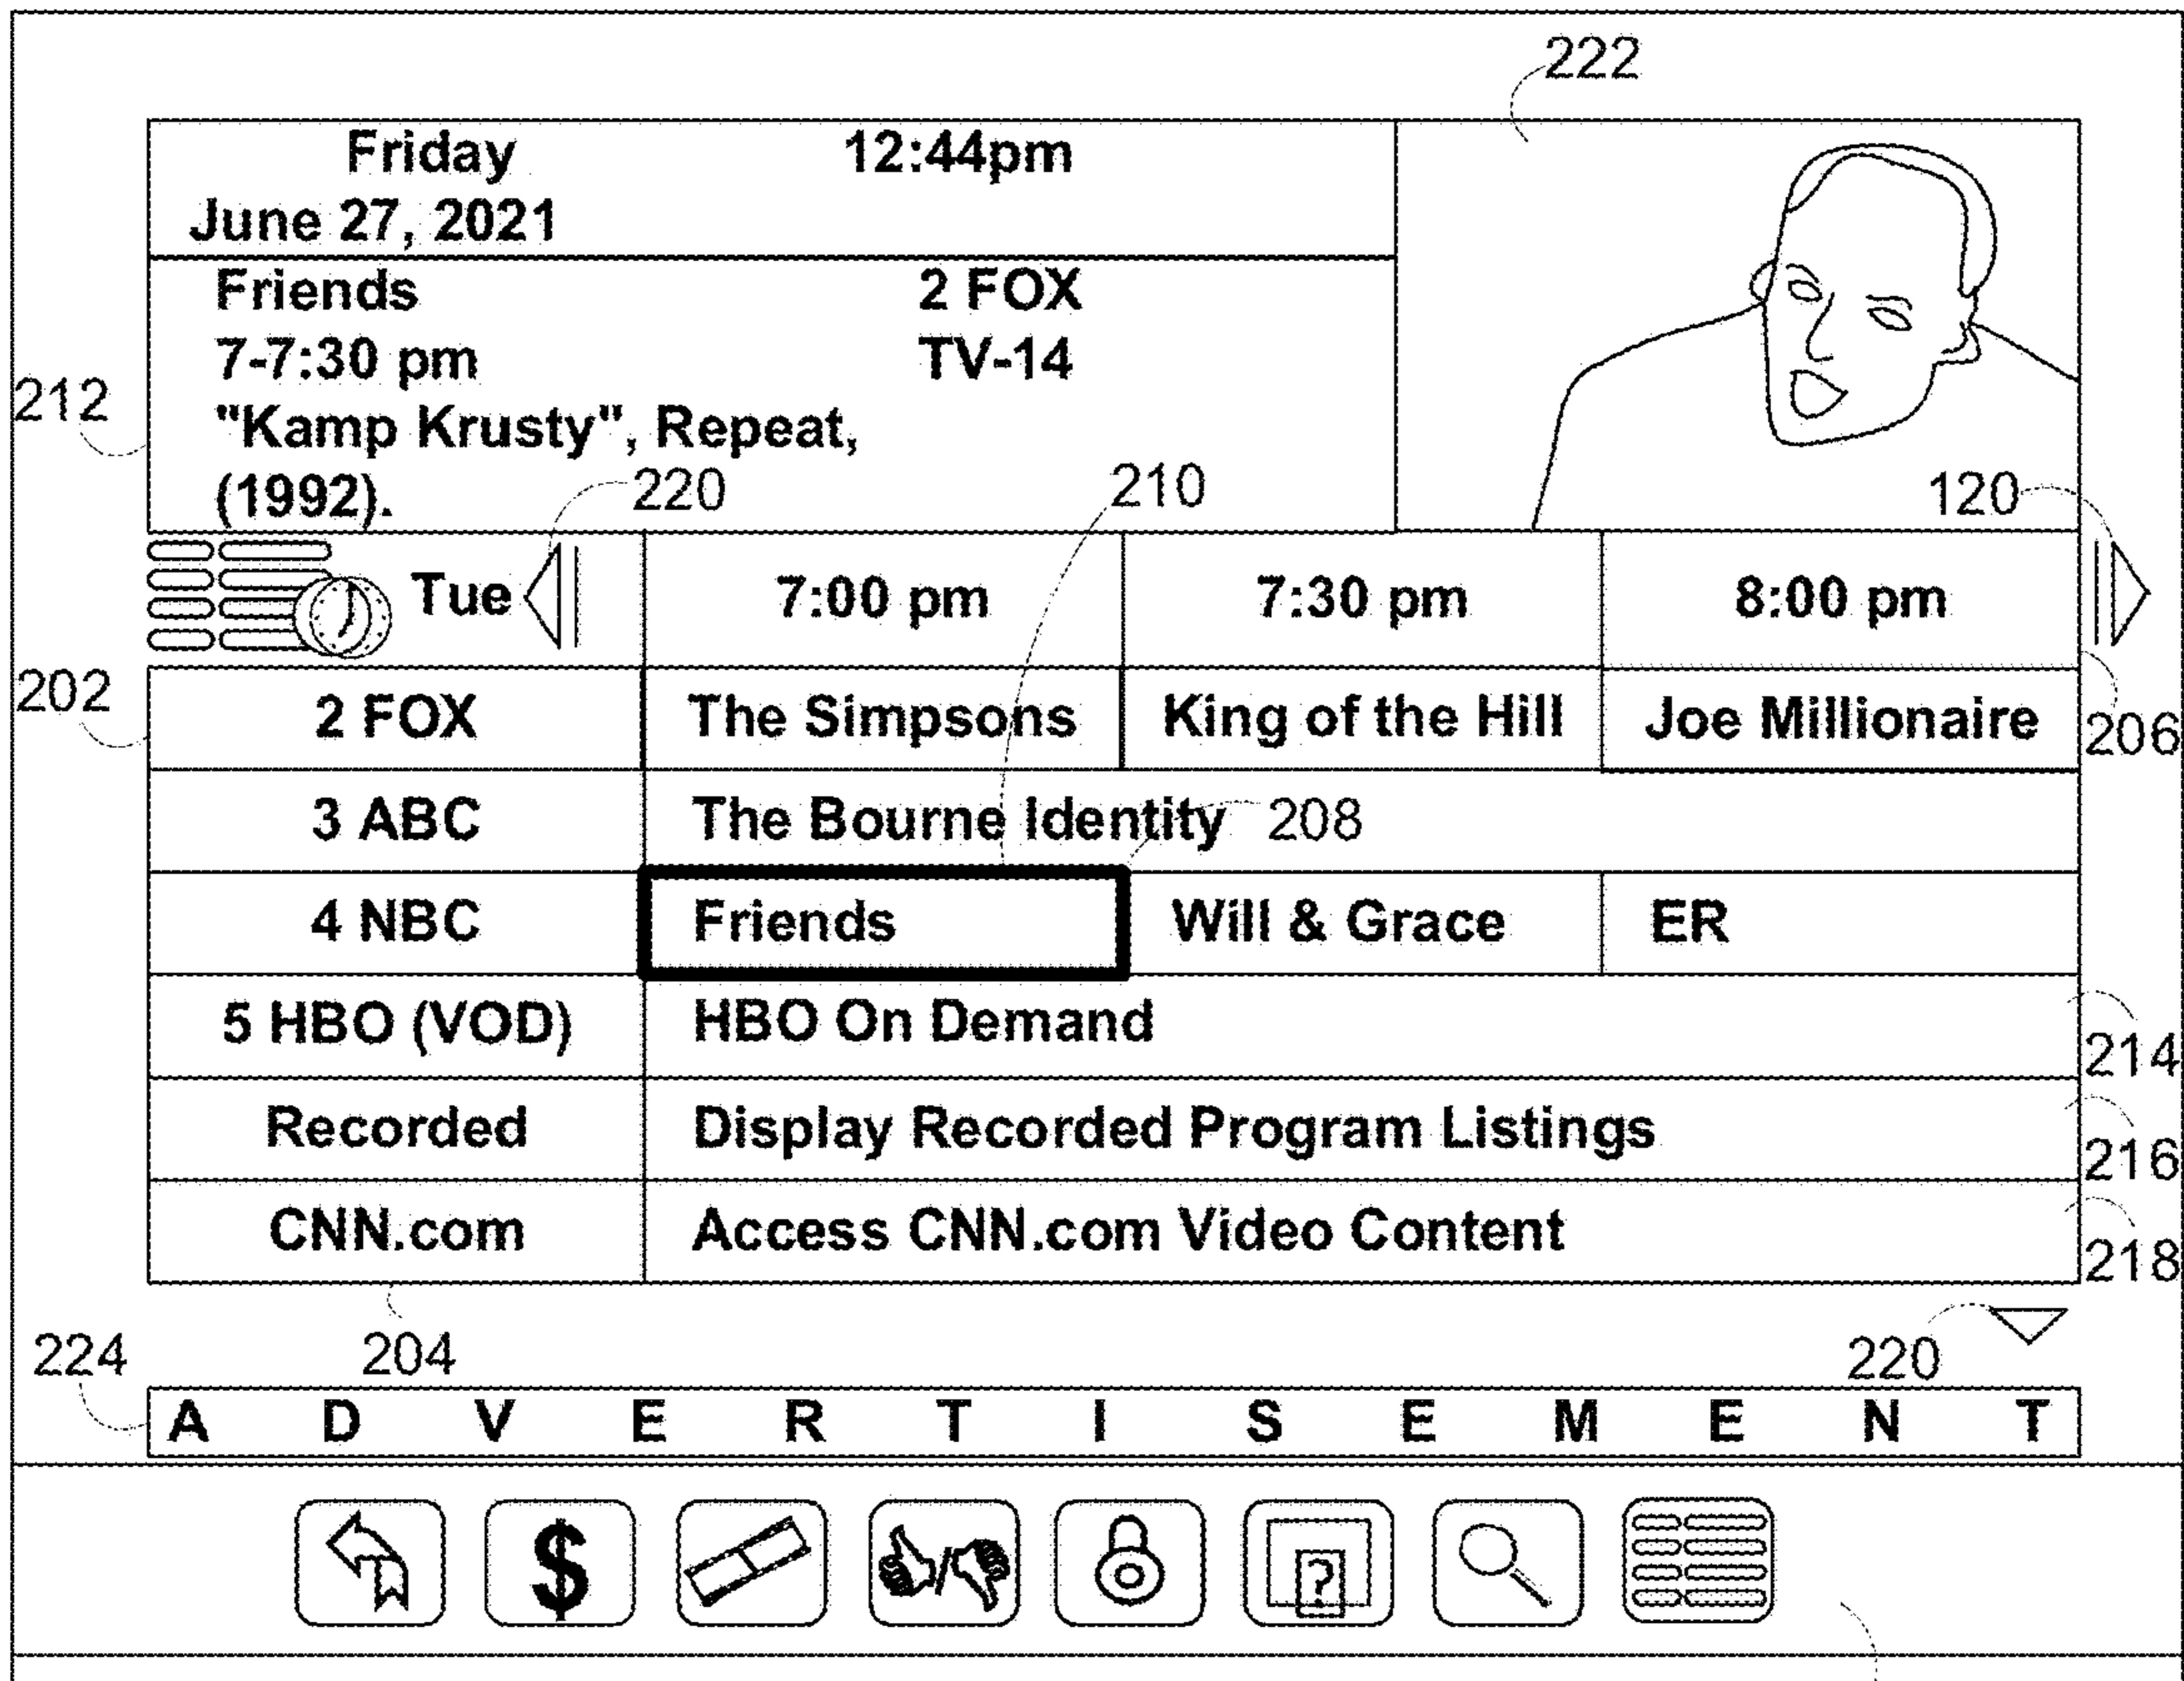 222
Friday 12:44pm
June 27, 2021
Friends 2 FOX
7-7:30 pm TV-14
212
"Kamp Krusty", Repeat,
(1992).
220 210 120
Tue 7:00 pm 7:30 pm 8:00 pm
202
2 FOX The Simpsons King of the Hill Joe Millionaire
206
3 ABC The Bourne Identity 208
4 NBC Friends Will & Grace ER
5 HBO (VOD) HBO On Demand
214
Recorded Display Recorded Program Listings
216
CNN.com Access CNN.com Video Content
218
224 204 220
A D V E R T I S E M E N T
$ ?